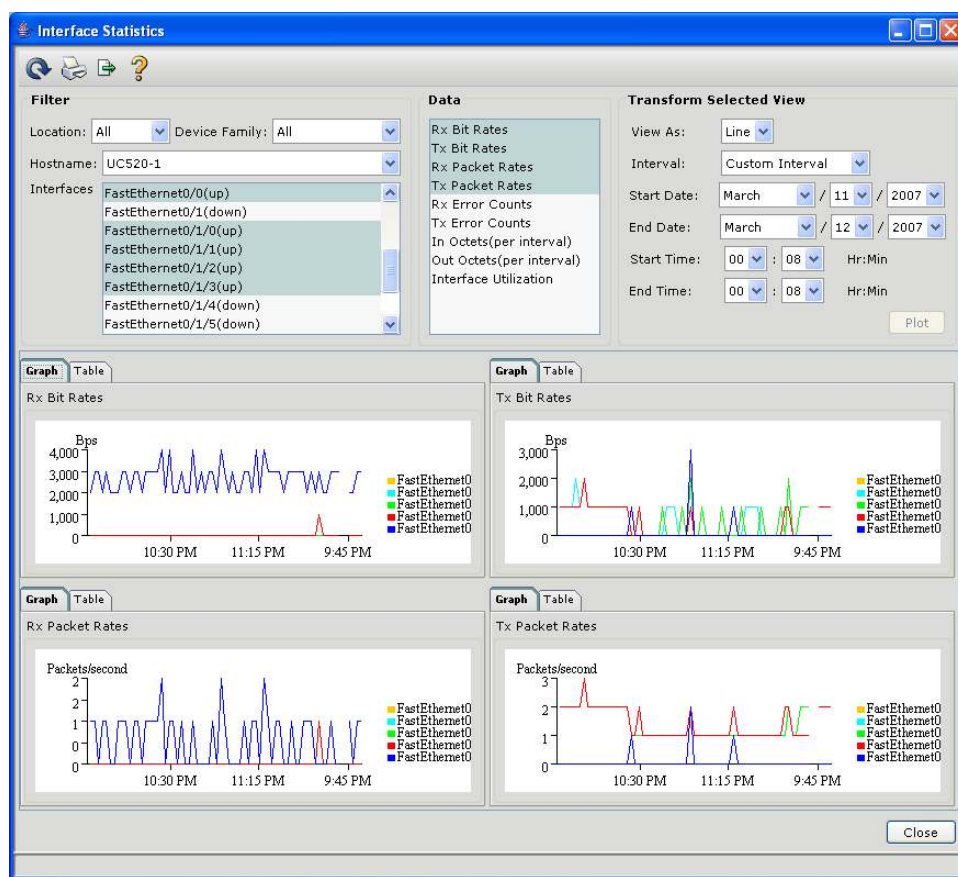 Interface Statistics
Filter
Location: All Device Family: All
Hostname: UC520-1
Interfaces
FastEthernet0/0(up)
FastEthernet0/1(down)
FastEthernet0/1/0(up)
FastEthernet0/1/1(up)
FastEthernet0/1/2(up)
FastEthernet0/1/3(up)
FastEthernet0/1/4(down)
FastEthernet0/1/5(down)
Data
Rx Bit Rates
Tx Bit Rates
Rx Packet Rates
Tx Packet Rates
Rx Error Counts
Tx Error Counts
In Octets(per interval)
Out Octets(per interval)
Interface Utilization
Transform Selected View
View As: Line
Interval: Custom Interval
Start Date: March / 11 / 2007
End Date: March / 12 / 2007
Start Time: 00 : 08 Hr:Min
End Time: 00 : 08 Hr:Min
Plot
Graph Table
Rx Bit Rates
Bps
4,000
3,000
2,000
1,000
0
10:30 PM 11:15 PM 9:45 PM
FastEthernet0
FastEthernet0
FastEthernet0
FastEthernet0
FastEthernet0
Graph Table
Tx Bit Rates
Bps
3,000
2,000
1,000
0
10:30 PM 11:15 PM 9:45 PM
FastEthernet0
FastEthernet0
FastEthernet0
FastEthernet0
FastEthernet0
Graph Table
Rx Packet Rates
Packets/second
2
2
1
0
0
10:30 PM 11:15 PM 9:45 PM
FastEthernet0
FastEthernet0
FastEthernet0
FastEthernet0
FastEthernet0
Graph Table
Tx Packet Rates
Packets/second
3
2
1
0
10:30 PM 11:15 PM 9:45 PM
FastEthernet0
FastEthernet0
FastEthernet0
FastEthernet0
FastEthernet0
Close